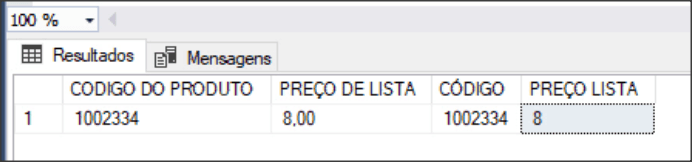 100 %
Resultados Mensagens
CODIGO DO PRODUTO PREÇO DE LISTA CÓDIGO PREÇO LISTA
1 1002334 8,00 1002334 8